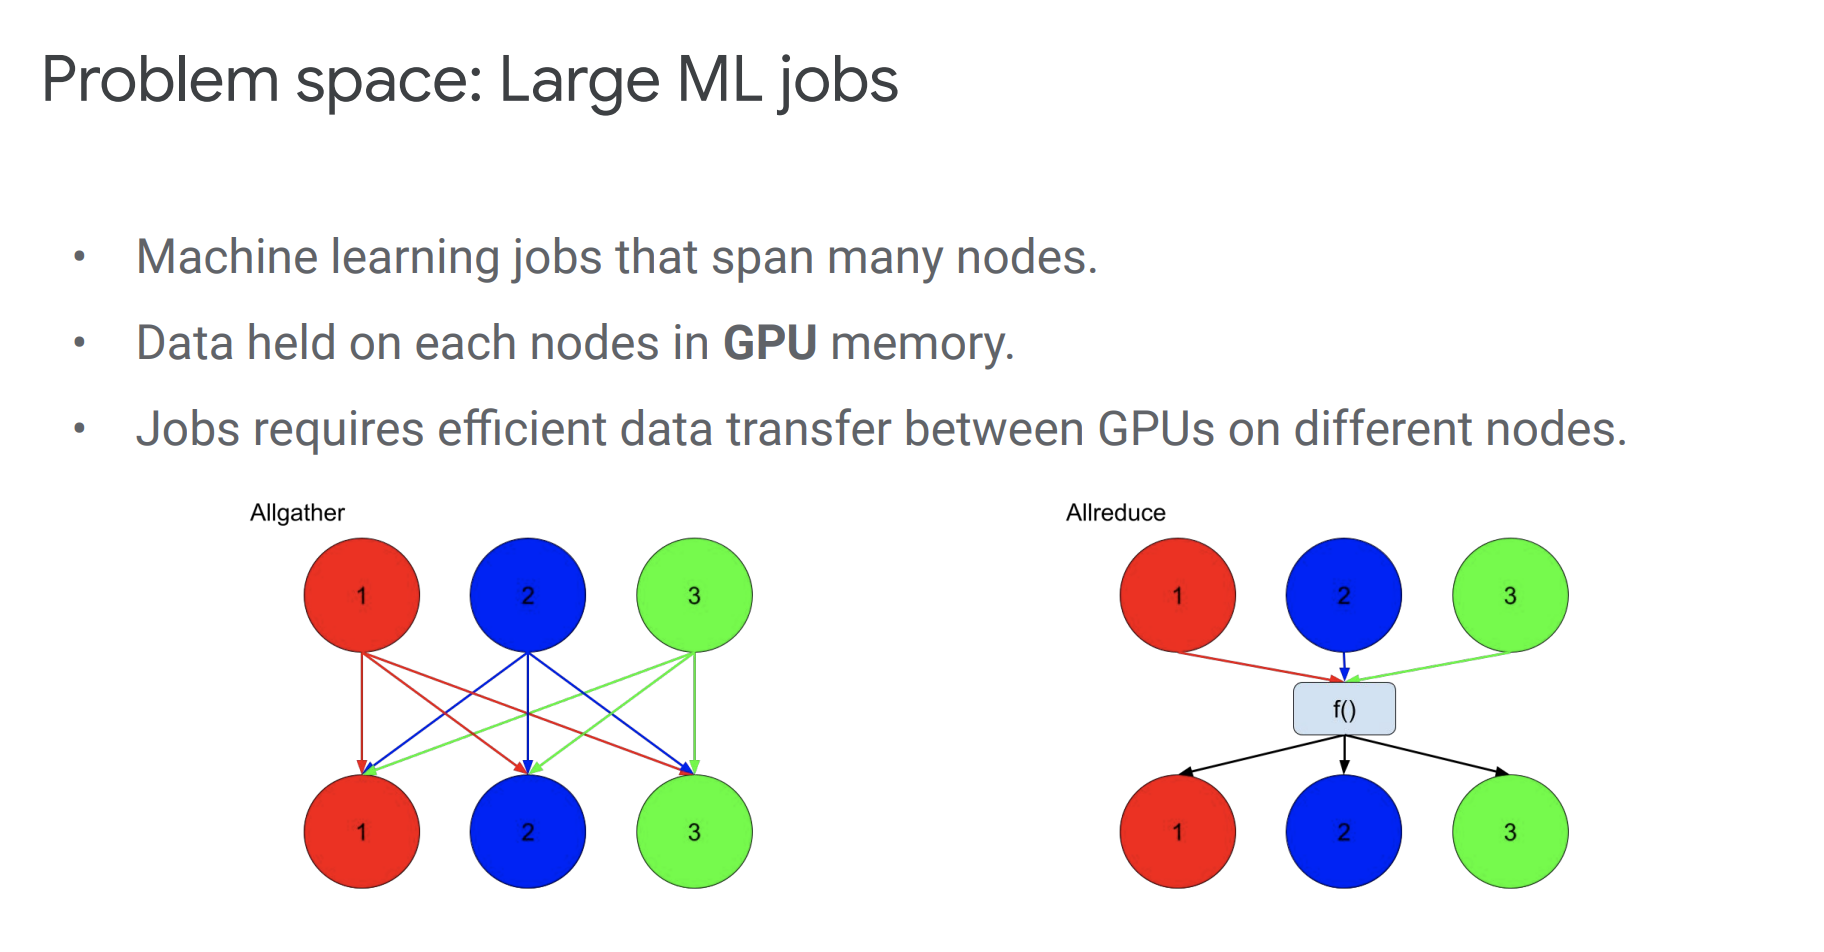 Problem space: Large ML jobs
• Machine learning jobs that span many nodes.
• Data held on each nodes in GPU memory.
• Jobs requires efficient data transfer between GPUs on different nodes.
Allgather
1 2 3
1 2 3
Allreduce
1 2 3
f()
1 2 3